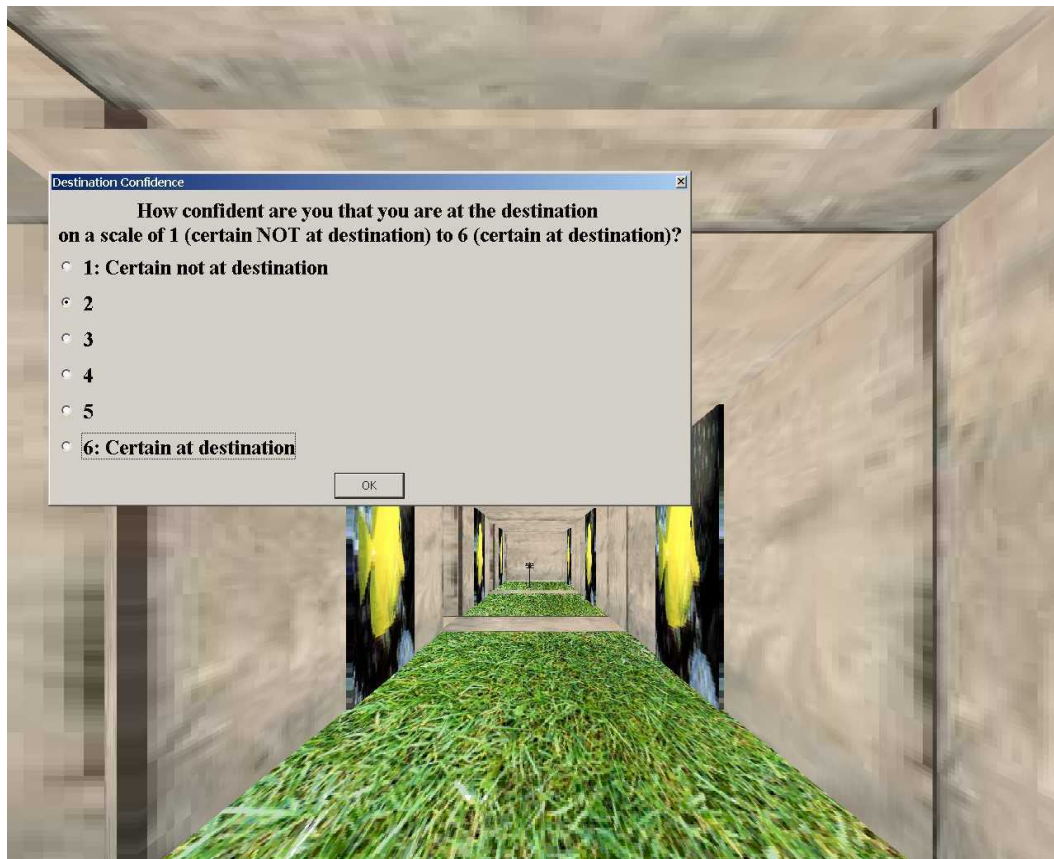 Destination Confidence
How confident are you that you are at the destination
on a scale of 1 (certain NOT at destination) to 6 (certain at destination)?
1: Certain not at destination
2
3
4
5
6: Certain at destination
OK